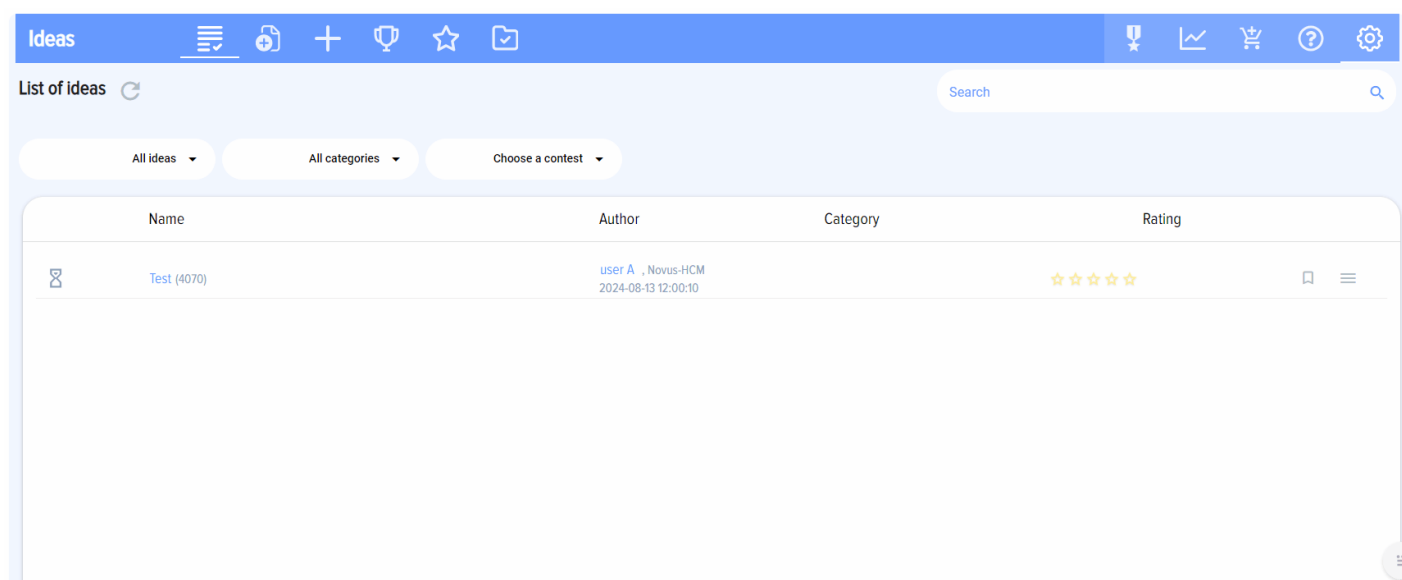 Ideas
List of ideas
Search
All ideas
All categories
Choose a contest
Name Author Category Rating
Test (4070)
user A , Novus-HCM
2024-08-13 12:00:10